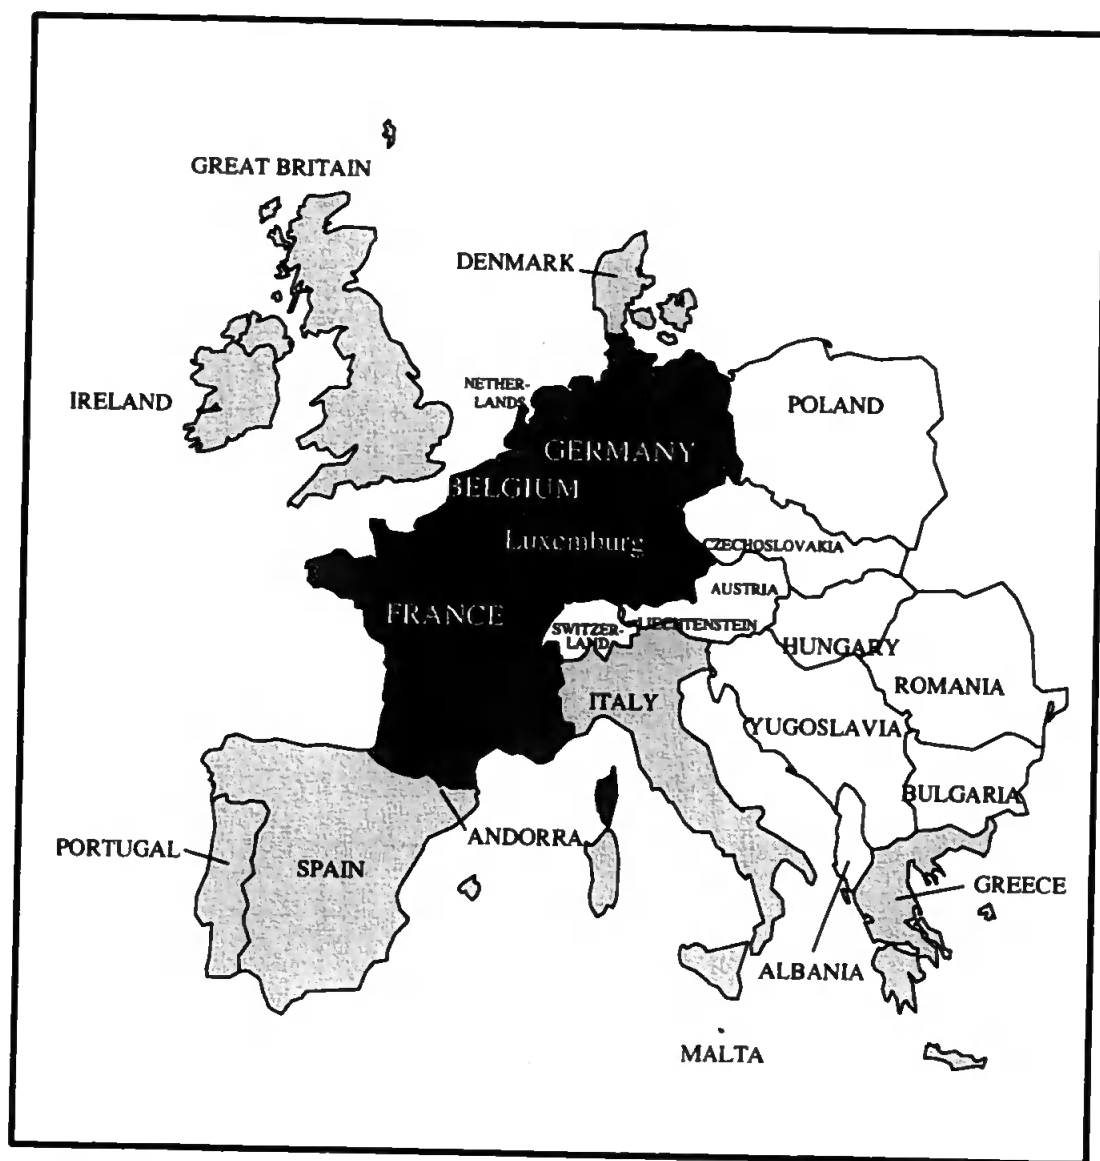 GREAT BRITAIN
DENMARK
NETHER-
LANDS
IRELAND
POLAND
GERMANY
BELGIUM
Luxemburg
CZECHOSLOVAKIA
AUSTRIA
FRANCE
SWITZER-
LAND
LIECHTENSTEIN
HUNGARY
ROMANIA
ITALY
YUGOSLAVIA
BULGARIA
PORTUGAL
ANDORRA
SPAIN
GREECE
ALBANIA
MALTA